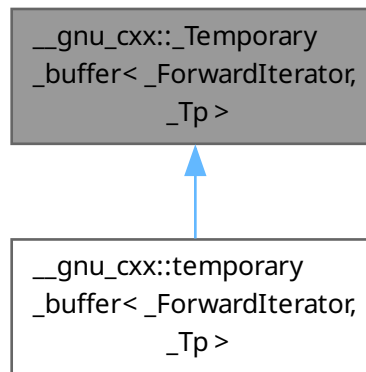 __gnu_cxx::_Temporary
_buffer< _ForwardIterator,
_Tp >
__gnu_cxx::temporary
_buffer< _ForwardIterator,
_Tp >